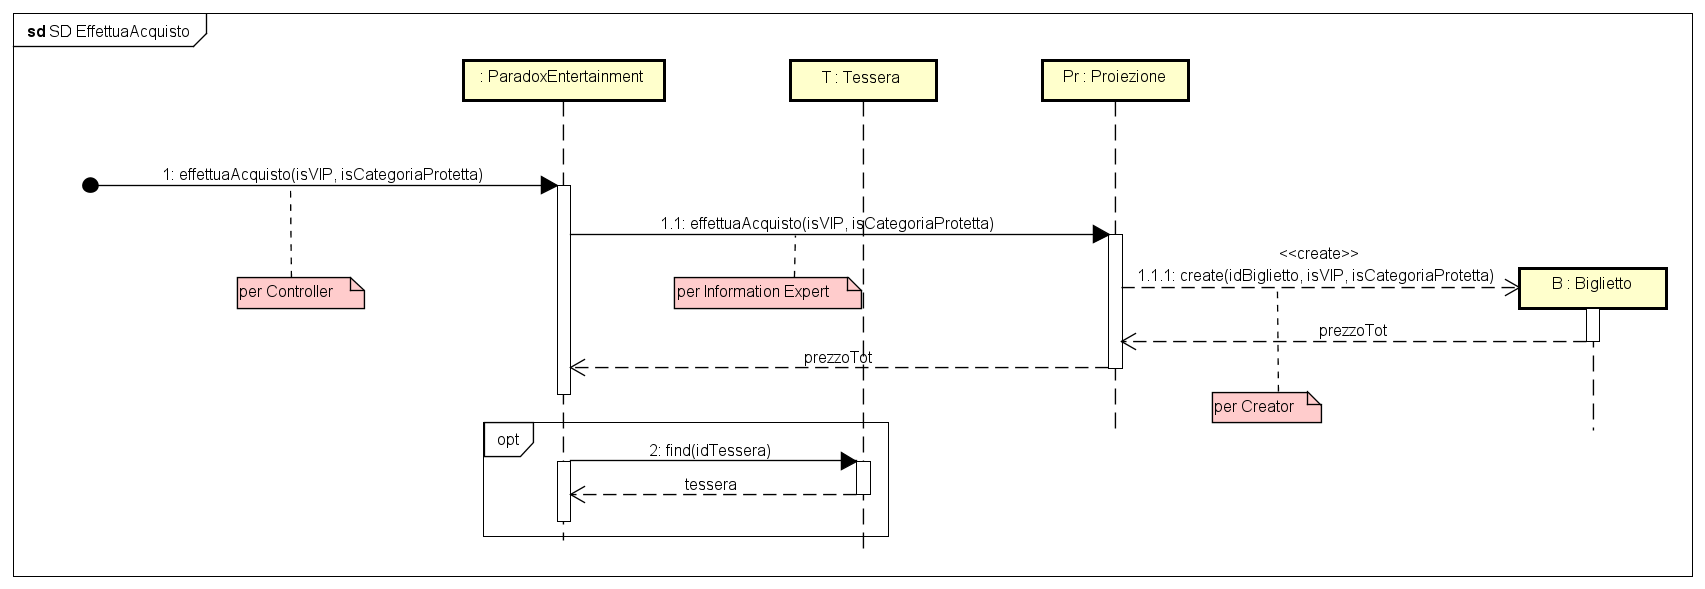 sd SD EffettuaAcquisto
: ParadoxEntertainment
T : Tessera
Pr : Proiezione
1: effettuaAcquisto(isVIP, isCategoriaProtetta)
1.1: effettuaAcquisto(isVIP, isCategoriaProtetta)
<<create>>
1.1.1: create(idBiglietto, isVIP, isCategoriaProtetta)
B : Biglietto
per Controller
per Information Expert
prezzoTot
prezzoTot
per Creator
opt
2: find(idTessera)
tessera